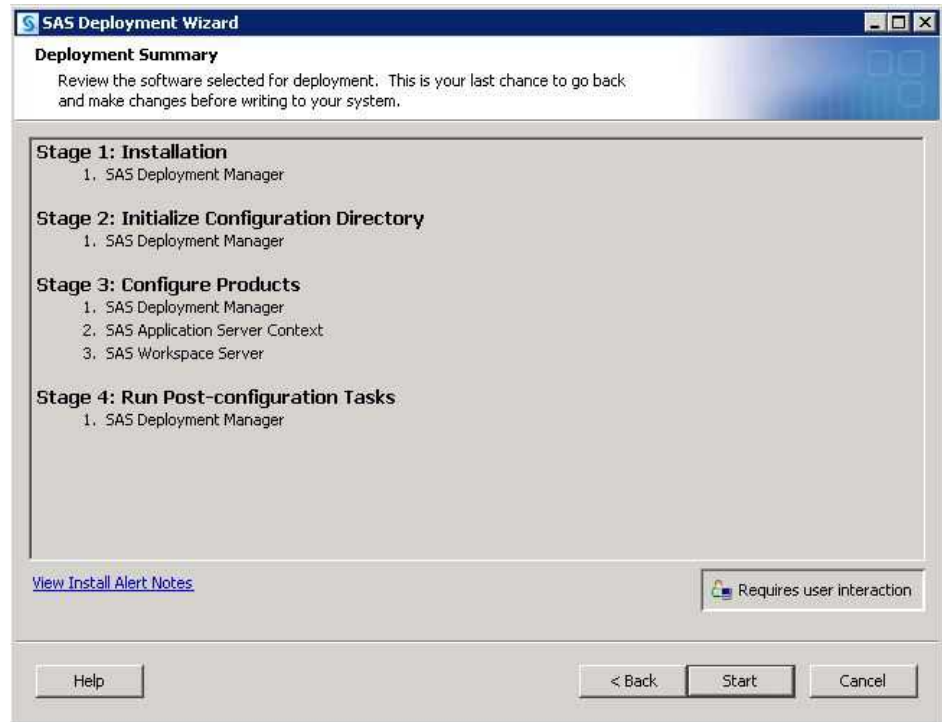 SAS Deployment Wizard
Deployment Summary
Review the software selected for deployment. This is your last chance to go back
and make changes before writing to your system.
Stage 1: Installation
1. SAS Deployment Manager
Stage 2: Initialize Configuration Directory
1. SAS Deployment Manager
Stage 3: Configure Products
1. SAS Deployment Manager
2. SAS Application Server Context
3. SAS Workspace Server
Stage 4: Run Post-configuration Tasks
1. SAS Deployment Manager
View Install Alert Notes
Requires user interaction
Help
< Back
Start
Cancel